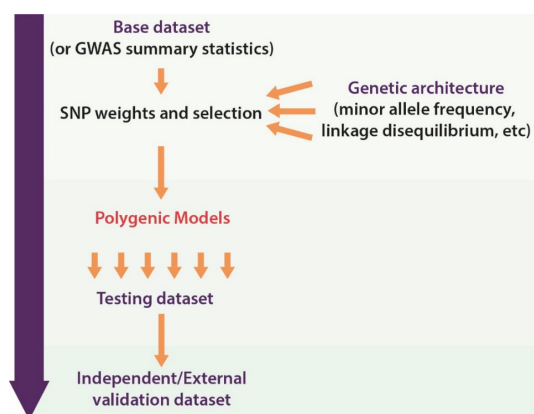 Base dataset
(or GWAS summary statistics)
SNP weights and selection
Genetic architecture
(minor allele frequency,
linkage disequilibrium, etc)
Polygenic Models
Testing dataset
Independent/External
validation dataset